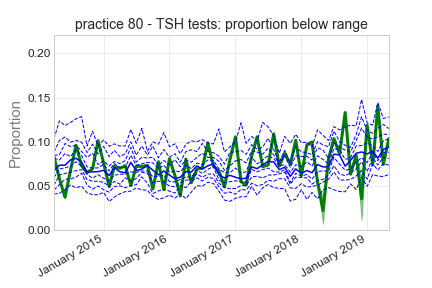 practice 80 - TSH tests: proportion below range
Proportion
0.20
0.15
0.10
0.05
0.00
January 2015
January 2016
January 2017
January 2018
January 2019